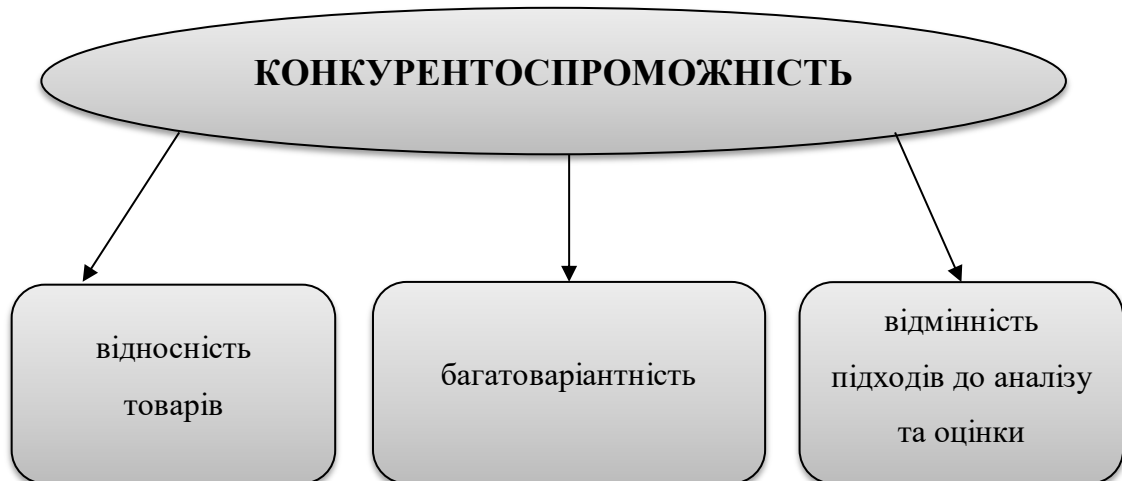 КОНКУРЕНТОСПРОМОЖНІСТЬ
відносність
товарів
багатоваріантність
відмінність
підходів до аналізу
та оцінки